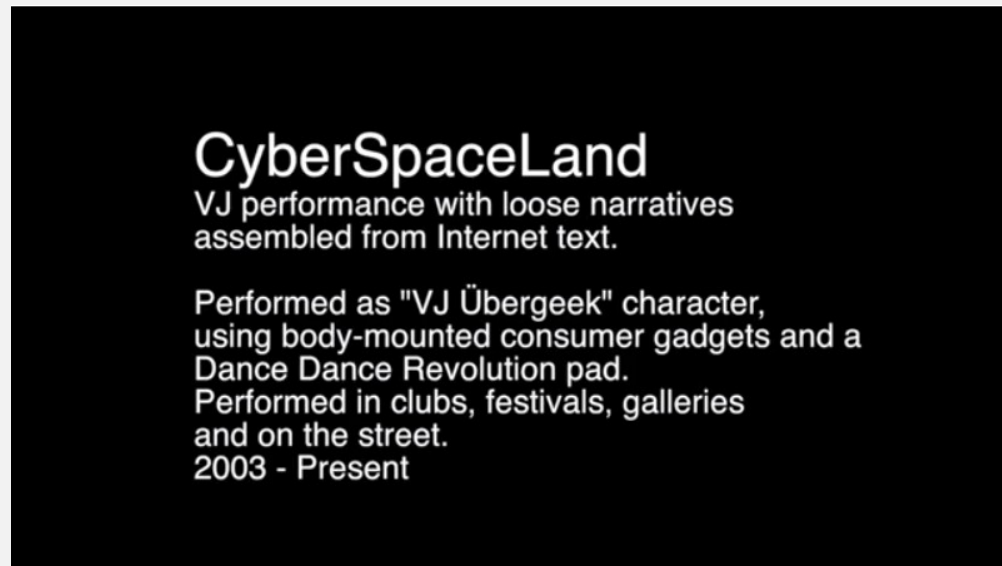 CyberSpaceLand
VJ performance with loose narratives
assembled from Internet text.
Performed as "VJ Übergeek" character,
using body-mounted consumer gadgets and a
Dance Dance Revolution pad.
Performed in clubs, festivals, galleries
and on the street.
2003 - Present